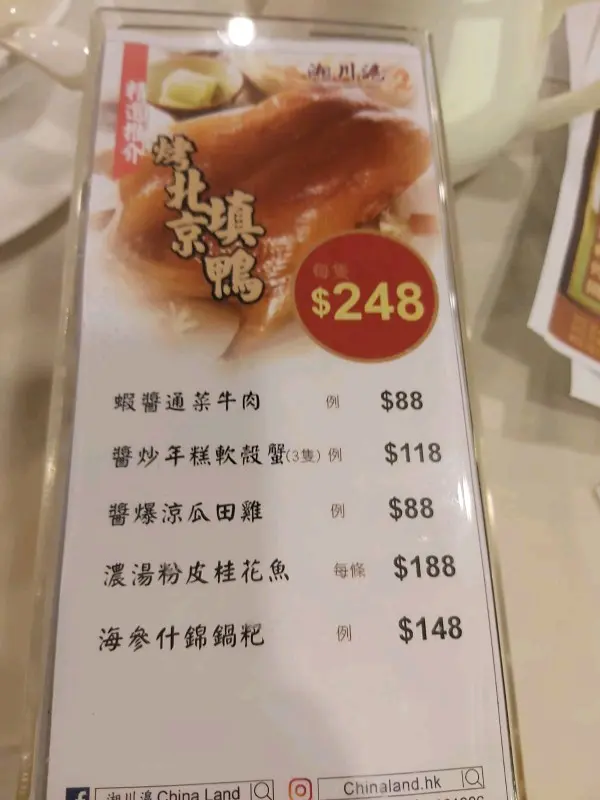 湘川滬
精選推介
烤北京
填鴨
每隻
$248
蝦醬通菜牛肉 例 $88
醬炒年糕軟殼蟹(3隻) 例 $118
醬爆涼瓜田雞 例 $88
濃湯粉皮桂花魚 每條 $188
海參什錦鍋粑 例 $148
湘川滬 China Land
Chinaland.hk